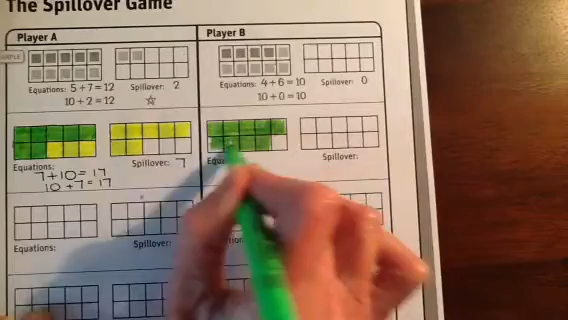 The Spillover Game
Player A
Player B
Equations: 5 + 7 = 12
Spillover: 2
10 + 2 = 12
☆
Equations: 4 + 6 = 10
Spillover: 0
10 + 0 = 10
Equations:
Spillover: 7
7 + 10 = 17
10 + 7 = 17
Spillover:
Equations:
Spillover: